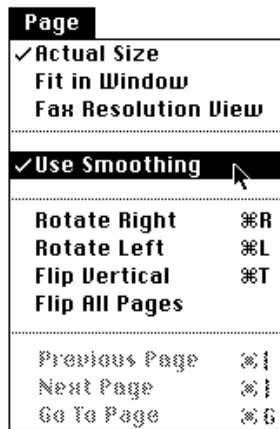 Page
✓Actual Size
Fit in Window
Fax Resolution View
✓Use Smoothing
Rotate Right ⌘R
Rotate Left ⌘L
Flip Vertical ⌘T
Flip All Pages
Previous Page ⌘[
Next Page ⌘]
Go To Page ⌘G